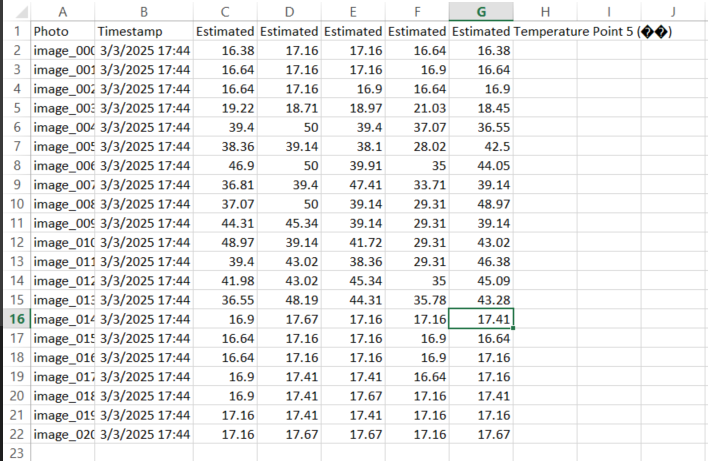 A B C D E F G H I J
1 Photo Timestamp Estimated Estimated Estimated Estimated Estimated Temperature Point 5 (��)
2 image_000 3/3/2025 17:44 16.38 17.16 17.16 16.64 16.38
3 image_001 3/3/2025 17:44 16.64 17.16 17.16 16.9 16.64
4 image_002 3/3/2025 17:44 16.64 17.16 16.9 16.64 16.9
5 image_003 3/3/2025 17:44 19.22 18.71 18.97 21.03 18.45
6 image_004 3/3/2025 17:44 39.4 50 39.4 37.07 36.55
7 image_005 3/3/2025 17:44 38.36 39.14 38.1 28.02 42.5
8 image_006 3/3/2025 17:44 46.9 50 39.91 35 44.05
9 image_007 3/3/2025 17:44 36.81 39.4 47.41 33.71 39.14
10 image_008 3/3/2025 17:44 37.07 50 39.14 29.31 48.97
11 image_009 3/3/2025 17:44 44.31 45.34 39.14 29.31 39.14
12 image_010 3/3/2025 17:44 48.97 39.14 41.72 29.31 43.02
13 image_011 3/3/2025 17:44 39.4 43.02 38.36 29.31 46.38
14 image_012 3/3/2025 17:44 41.98 43.02 45.34 35 45.09
15 image_013 3/3/2025 17:44 36.55 48.19 44.31 35.78 43.28
16 image_014 3/3/2025 17:44 16.9 17.67 17.16 17.16 17.41
17 image_015 3/3/2025 17:44 16.64 17.16 17.16 16.9 16.64
18 image_016 3/3/2025 17:44 16.64 17.16 17.16 16.9 17.16
19 image_017 3/3/2025 17:44 16.9 17.41 17.41 16.64 17.16
20 image_018 3/3/2025 17:44 16.9 17.41 17.67 17.16 17.41
21 image_019 3/3/2025 17:44 17.16 17.41 17.41 17.16 17.16
22 image_020 3/3/2025 17:44 17.16 17.67 17.67 17.16 17.67
23